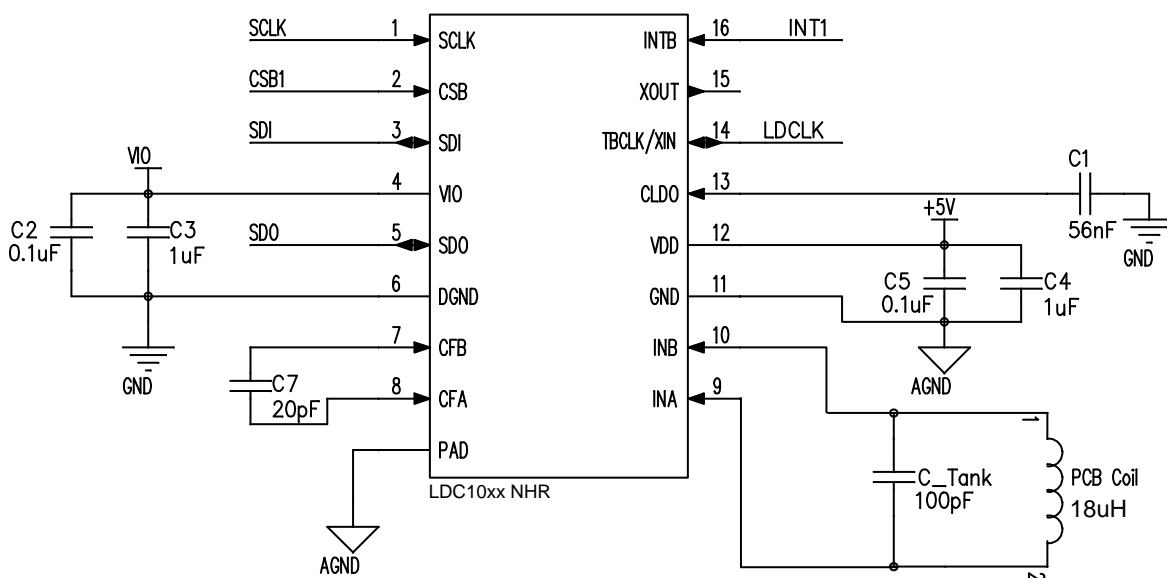 SCLK 1 SCLK
CSB1 2 CSB
SDI 3 SDI
VIO 4 VIO
C2 0.1uF
C3 1uF
SDO 5 SDO
6 DGND
GND
7 CFB
C7 20pF
8 CFA
PAD
AGND
LDC10xx NHR
INTB 16 INT1
XOUT 15
TBCLK/XIN 14 LDCLK
CLDO 13
C1 56nF
GND
+5V
VDD 12
C5 0.1uF
C4 1uF
GND 11
AGND
INB 10
INA 9
C_Tank 100pF
1
PCB Coil
18uH
2